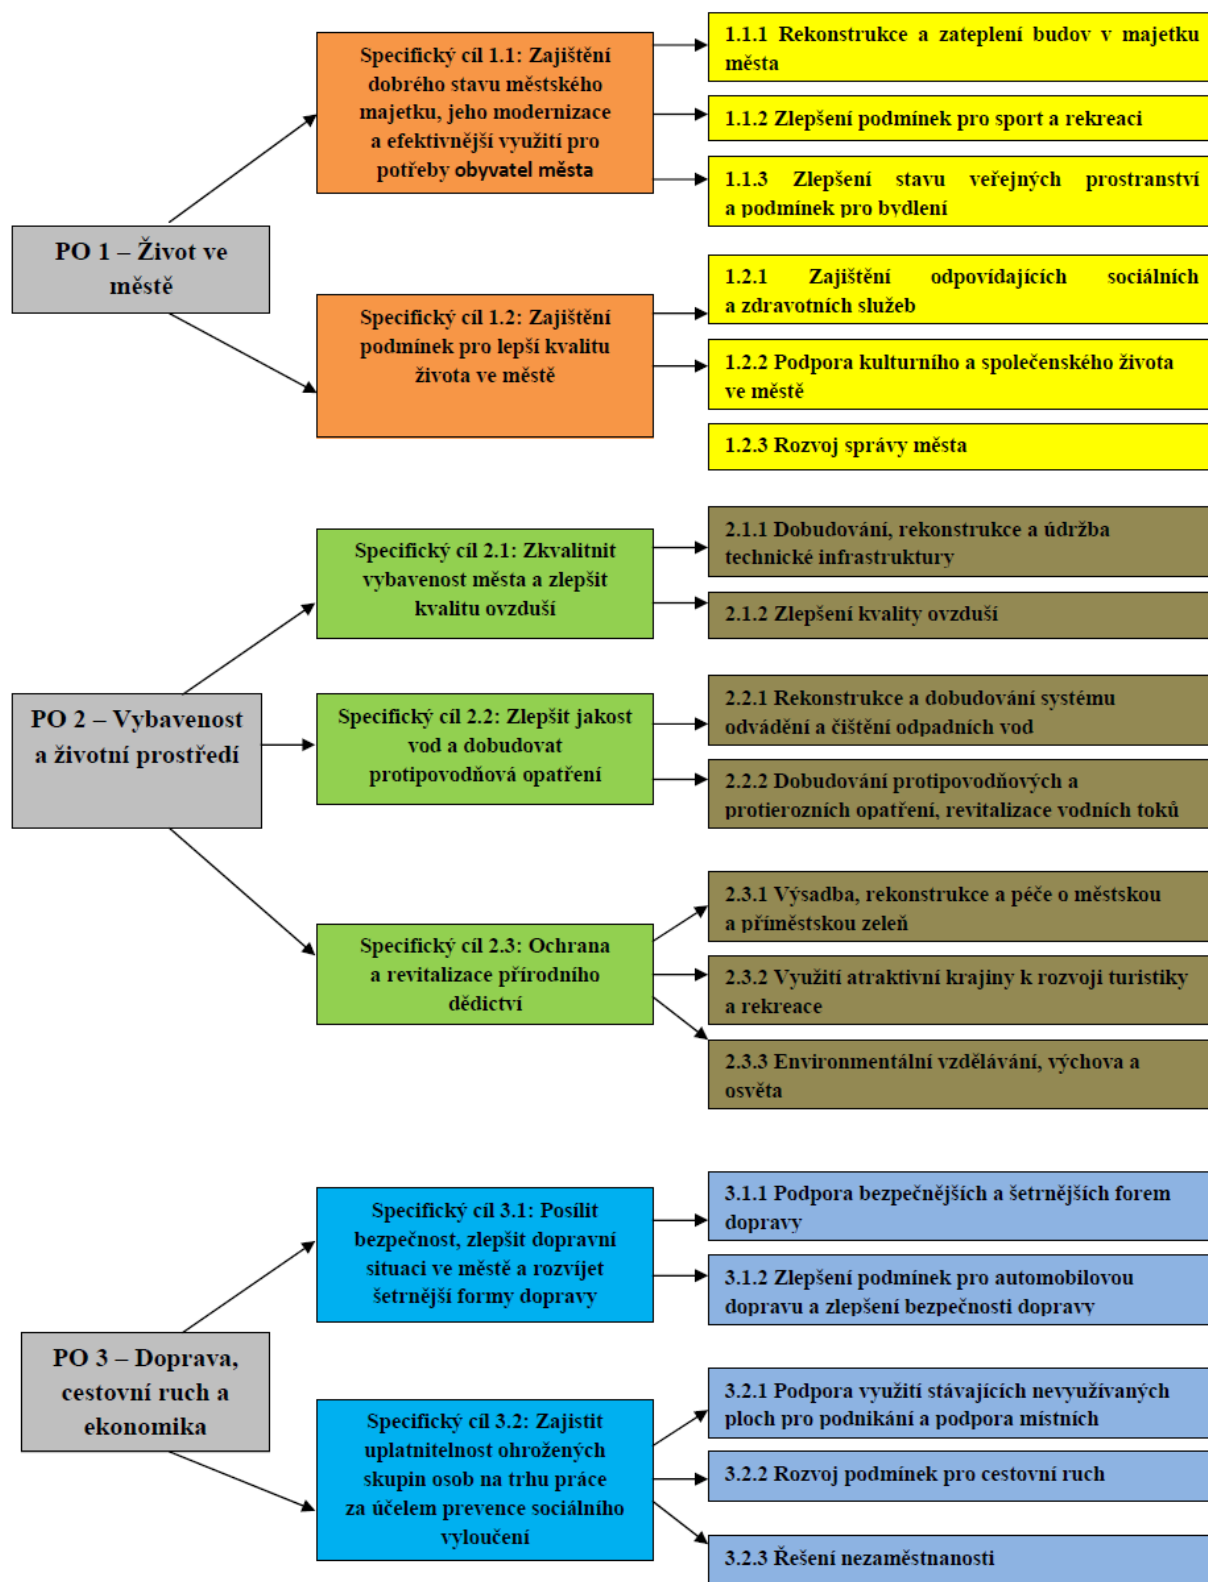 PO 1 – Život ve
městě
Specifický cíl 1.1: Zajištění
dobrého stavu městského
majetku, jeho modernizace
a efektivnější využití pro
potřeby obyvatel města
1.1.1 Rekonstrukce a zateplení budov v majetku
města
1.1.2 Zlepšení podmínek pro sport a rekreaci
1.1.3 Zlepšení stavu veřejných prostranství
a podmínek pro bydlení
Specifický cíl 1.2: Zajištění
podmínek pro lepší kvalitu
života ve městě
1.2.1 Zajištění odpovídajících sociálních
a zdravotních služeb
1.2.2 Podpora kulturního a společenského života
ve městě
1.2.3 Rozvoj správy města
PO 2 – Vybavenost
a životní prostředí
Specifický cíl 2.1: Zkvalitnit
vybavenost města a zlepšit
kvalitu ovzduší
2.1.1 Dobudování, rekonstrukce a údržba
technické infrastruktury
2.1.2 Zlepšení kvality ovzduší
Specifický cíl 2.2: Zlepšit jakost
vod a dobudovat
protipovodňová opatření
2.2.1 Rekonstrukce a dobudování systému
odvádění a čištění odpadních vod
2.2.2 Dobudování protipovodňových a
protierozních opatření, revitalizace vodních toků
Specifický cíl 2.3: Ochrana
a revitalizace přírodního
dědictví
2.3.1 Výsadba, rekonstrukce a péče o městskou
a příměstskou zeleň
2.3.2 Využití atraktivní krajiny k rozvoji turistiky
a rekreace
2.3.3 Environmentální vzdělávání, výchova a
osvěta
PO 3 – Doprava,
cestovní ruch a
ekonomika
Specifický cíl 3.1: Posílit
bezpečnost, zlepšit dopravní
situaci ve městě a rozvíjet
šetrnější formy dopravy
3.1.1 Podpora bezpečnějších a šetrnějších forem
dopravy
3.1.2 Zlepšení podmínek pro automobilovou
dopravu a zlepšení bezpečnosti dopravy
Specifický cíl 3.2: Zajistit
uplatnitelnost ohrožených
skupin osob na trhu práce
za účelem prevence sociálního
vyloučení
3.2.1 Podpora využití stávajících nevyužívaných
ploch pro podnikání a podpora místních
3.2.2 Rozvoj podmínek pro cestovní ruch
3.2.3 Řešení nezaměstnanosti